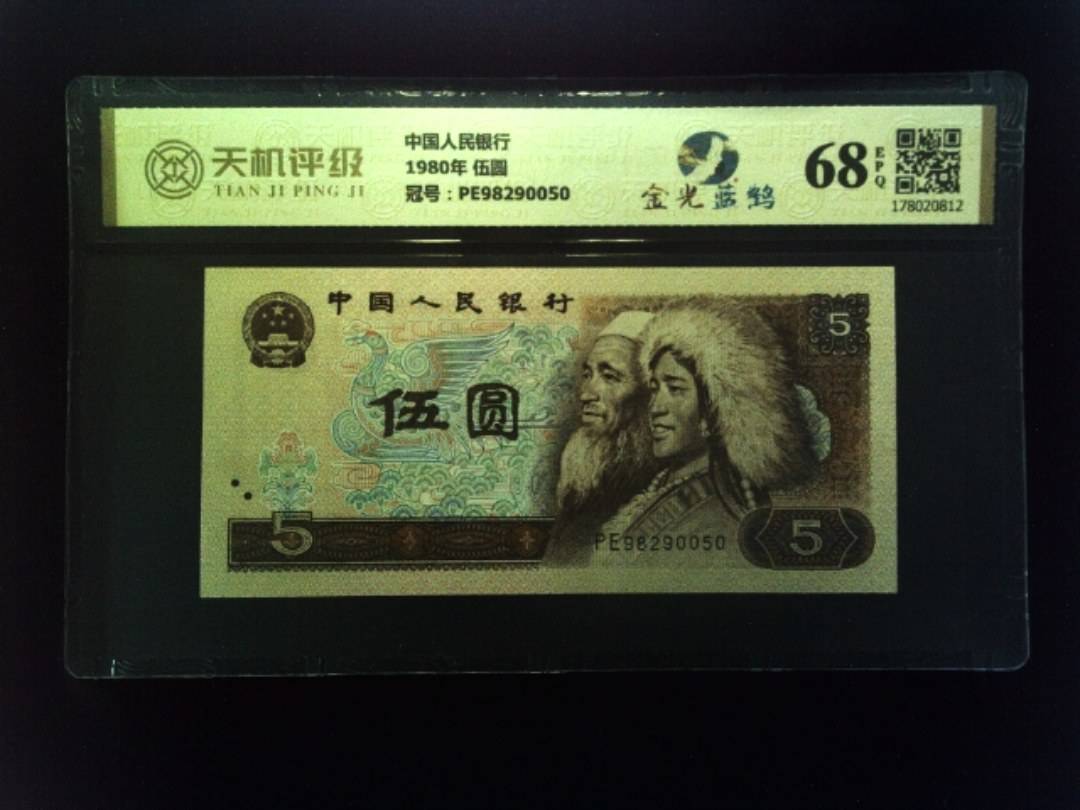 天机评级
TIAN JI PING JI
中国人民银行
1980年 伍圆
冠号：PE98290050
金光蓝鹤
68
EPQ
178020812
中国人民银行
5
伍圆
5
PE98290050
5